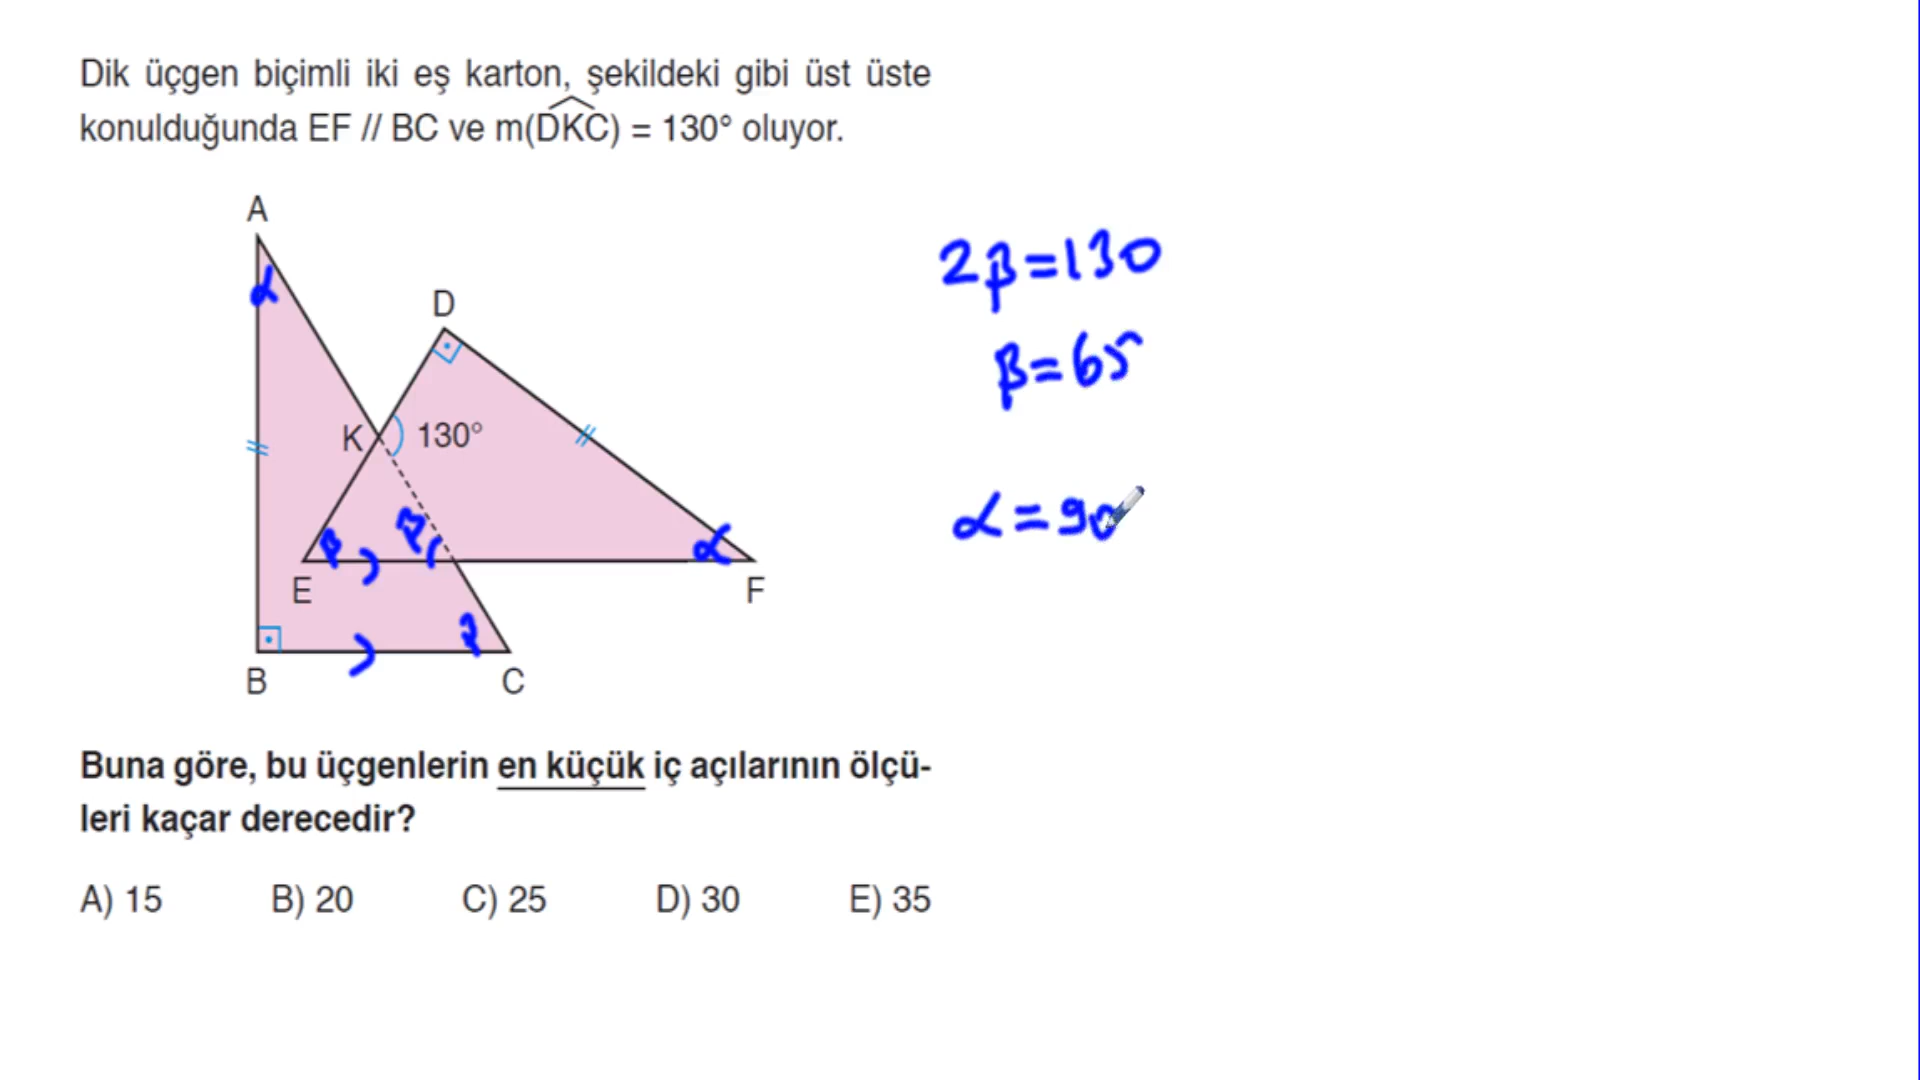 Dik üçgen biçimli iki eş karton, şekildeki gibi üst üste
konulduğunda EF // BC ve m(DKC) = 130° oluyor.
A
α
D
2β=130
β=65
K
130°
β
β
α
α=90
E
F
β
B
C
Buna göre, bu üçgenlerin en küçük iç açılarının ölçü-
leri kaçar derecedir?
A) 15 B) 20 C) 25 D) 30 E) 35